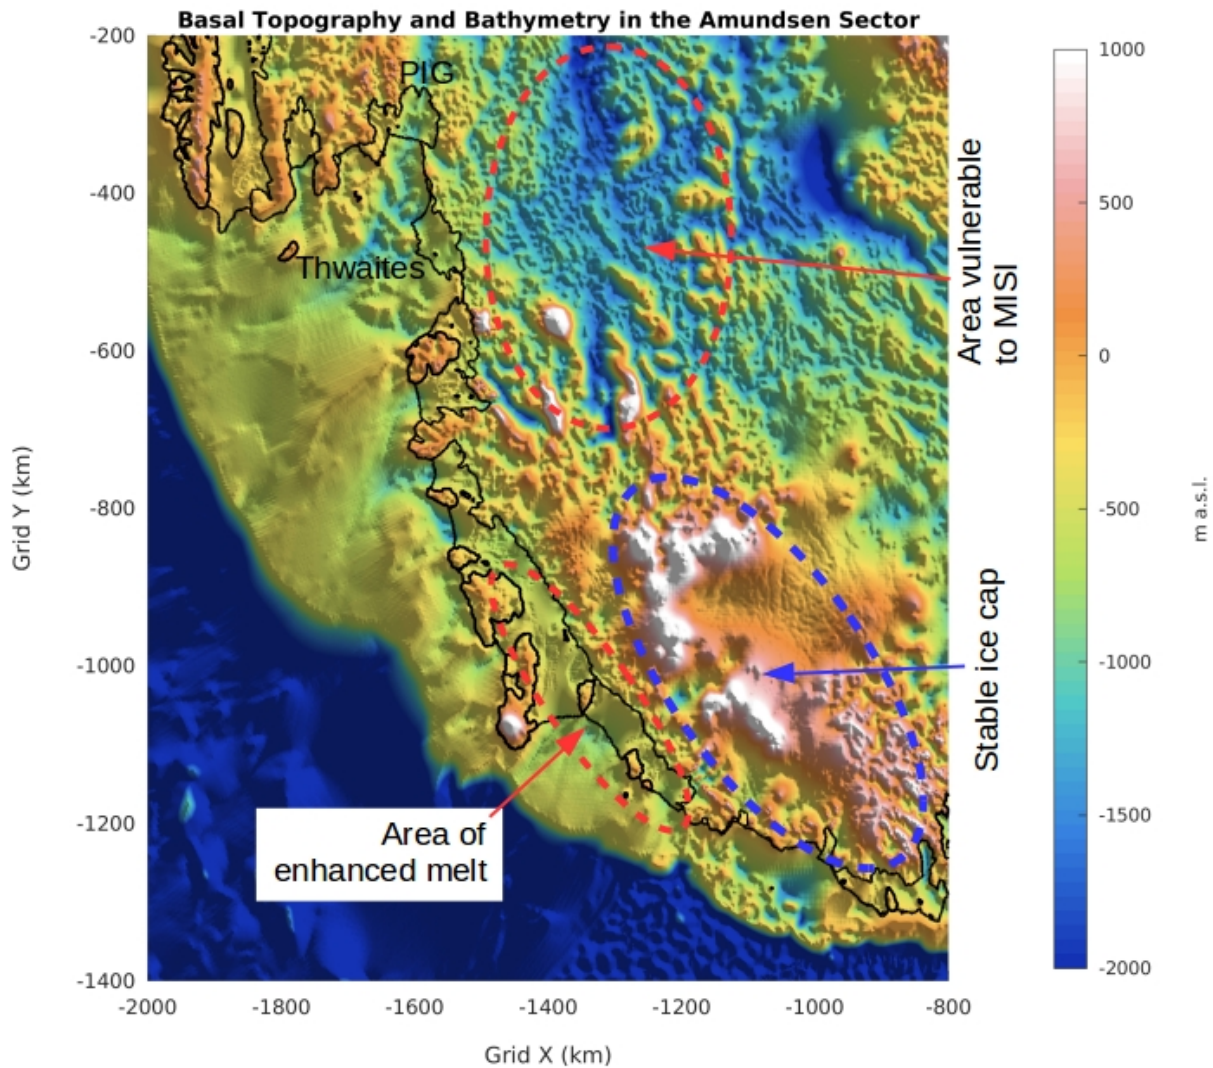 Basal Topography and Bathymetry in the Amundsen Sector
-200
-400
-600
-800
-1000
-1200
-1400
Grid Y (km)
PIG
Thwaites
Area vulnerable
to MISI
Stable ice cap
Area of
enhanced melt
-2000
-1800
-1600
-1400
-1200
-1000
-800
Grid X (km)
1000
500
0
-500
-1000
-1500
-2000
m a.s.l.